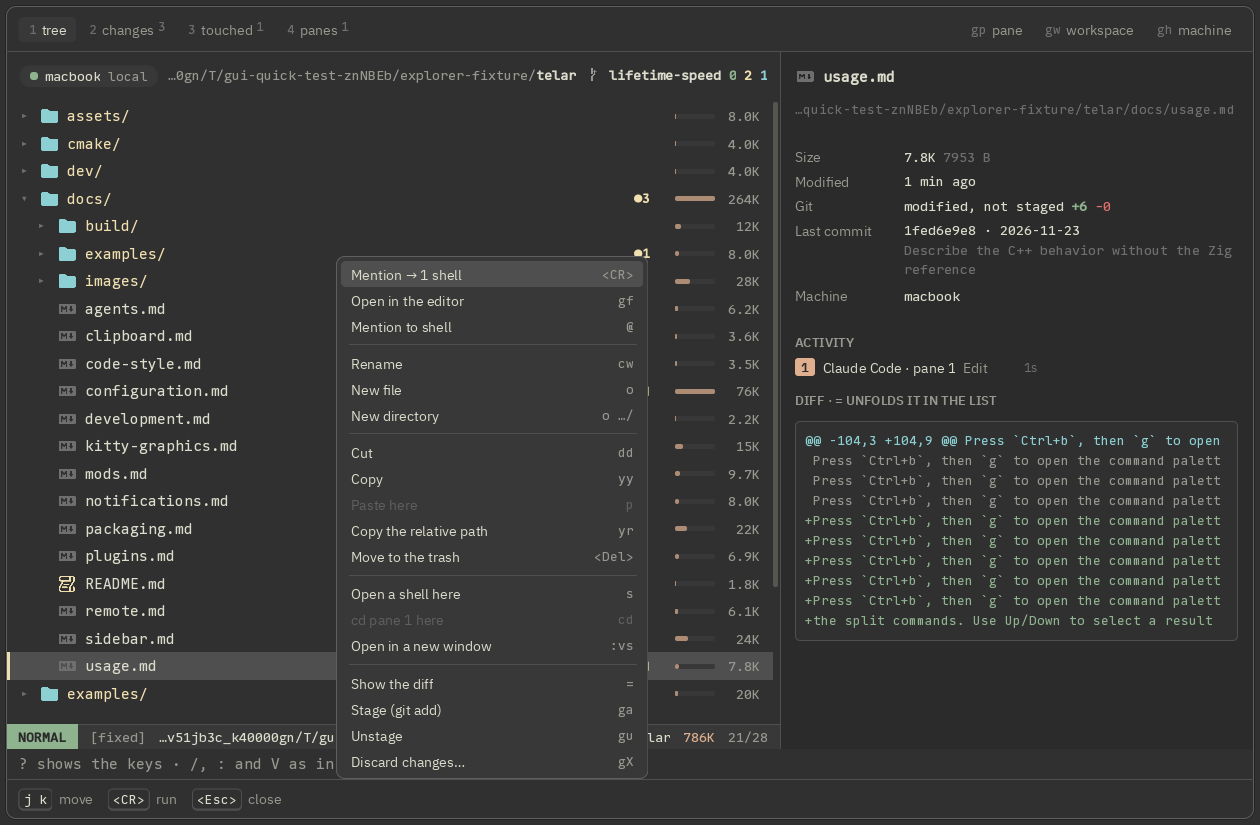 1 tree 2 changes 3 3 touched 1 4 panes 1 gp pane gw workspace gh machine
macbook local …0gn/T/gui-quick-test-znNBEb/explorer-fixture/telar lifetime-speed 0 2 1
assets/ 8.0K
cmake/ 4.0K
dev/ 4.0K
docs/ 3 264K
build/ 12K
examples/ 1 8.0K
images/ 28K
agents.md 6.2K
clipboard.md 3.6K
code-style.md 3.5K
configuration.md 76K
development.md 2.2K
kitty-graphics.md 15K
mods.md 9.7K
notifications.md 8.0K
packaging.md 22K
plugins.md 6.9K
README.md 1.8K
remote.md 6.1K
sidebar.md 24K
usage.md 7.8K
examples/ 20K
Mention → 1 shell <CR>
Open in the editor gf
Mention to shell @
Rename cw
New file o
New directory o …/
Cut dd
Copy yy
Paste here p
Copy the relative path yr
Move to the trash <Del>
Open a shell here s
cd pane 1 here cd
Open in a new window :vs
Show the diff =
Stage (git add) ga
Unstage gu
Discard changes… gX
NORMAL [fixed] …v51jb3c_k40000gn/T/gu lar 786K 21/28
? shows the keys · /, : and V as in
j k move <CR> run <Esc> close
usage.md
…quick-test-znNBEb/explorer-fixture/telar/docs/usage.md
Size 7.8K 7953 B
Modified 1 min ago
Git modified, not staged +6 -0
Last commit 1fed6e9e8 · 2026-11-23
Describe the C++ behavior without the Zig
reference
Machine macbook
ACTIVITY
1 Claude Code · pane 1 Edit 1s
DIFF · = UNFOLDS IT IN THE LIST
@@ -104,3 +104,9 @@ Press `Ctrl+b`, then `g` to open
Press `Ctrl+b`, then `g` to open the command palett
Press `Ctrl+b`, then `g` to open the command palett
Press `Ctrl+b`, then `g` to open the command palett
+Press `Ctrl+b`, then `g` to open the command palett
+Press `Ctrl+b`, then `g` to open the command palett
+Press `Ctrl+b`, then `g` to open the command palett
+Press `Ctrl+b`, then `g` to open the command palett
+Press `Ctrl+b`, then `g` to open the command palett
+the split commands. Use Up/Down to select a result